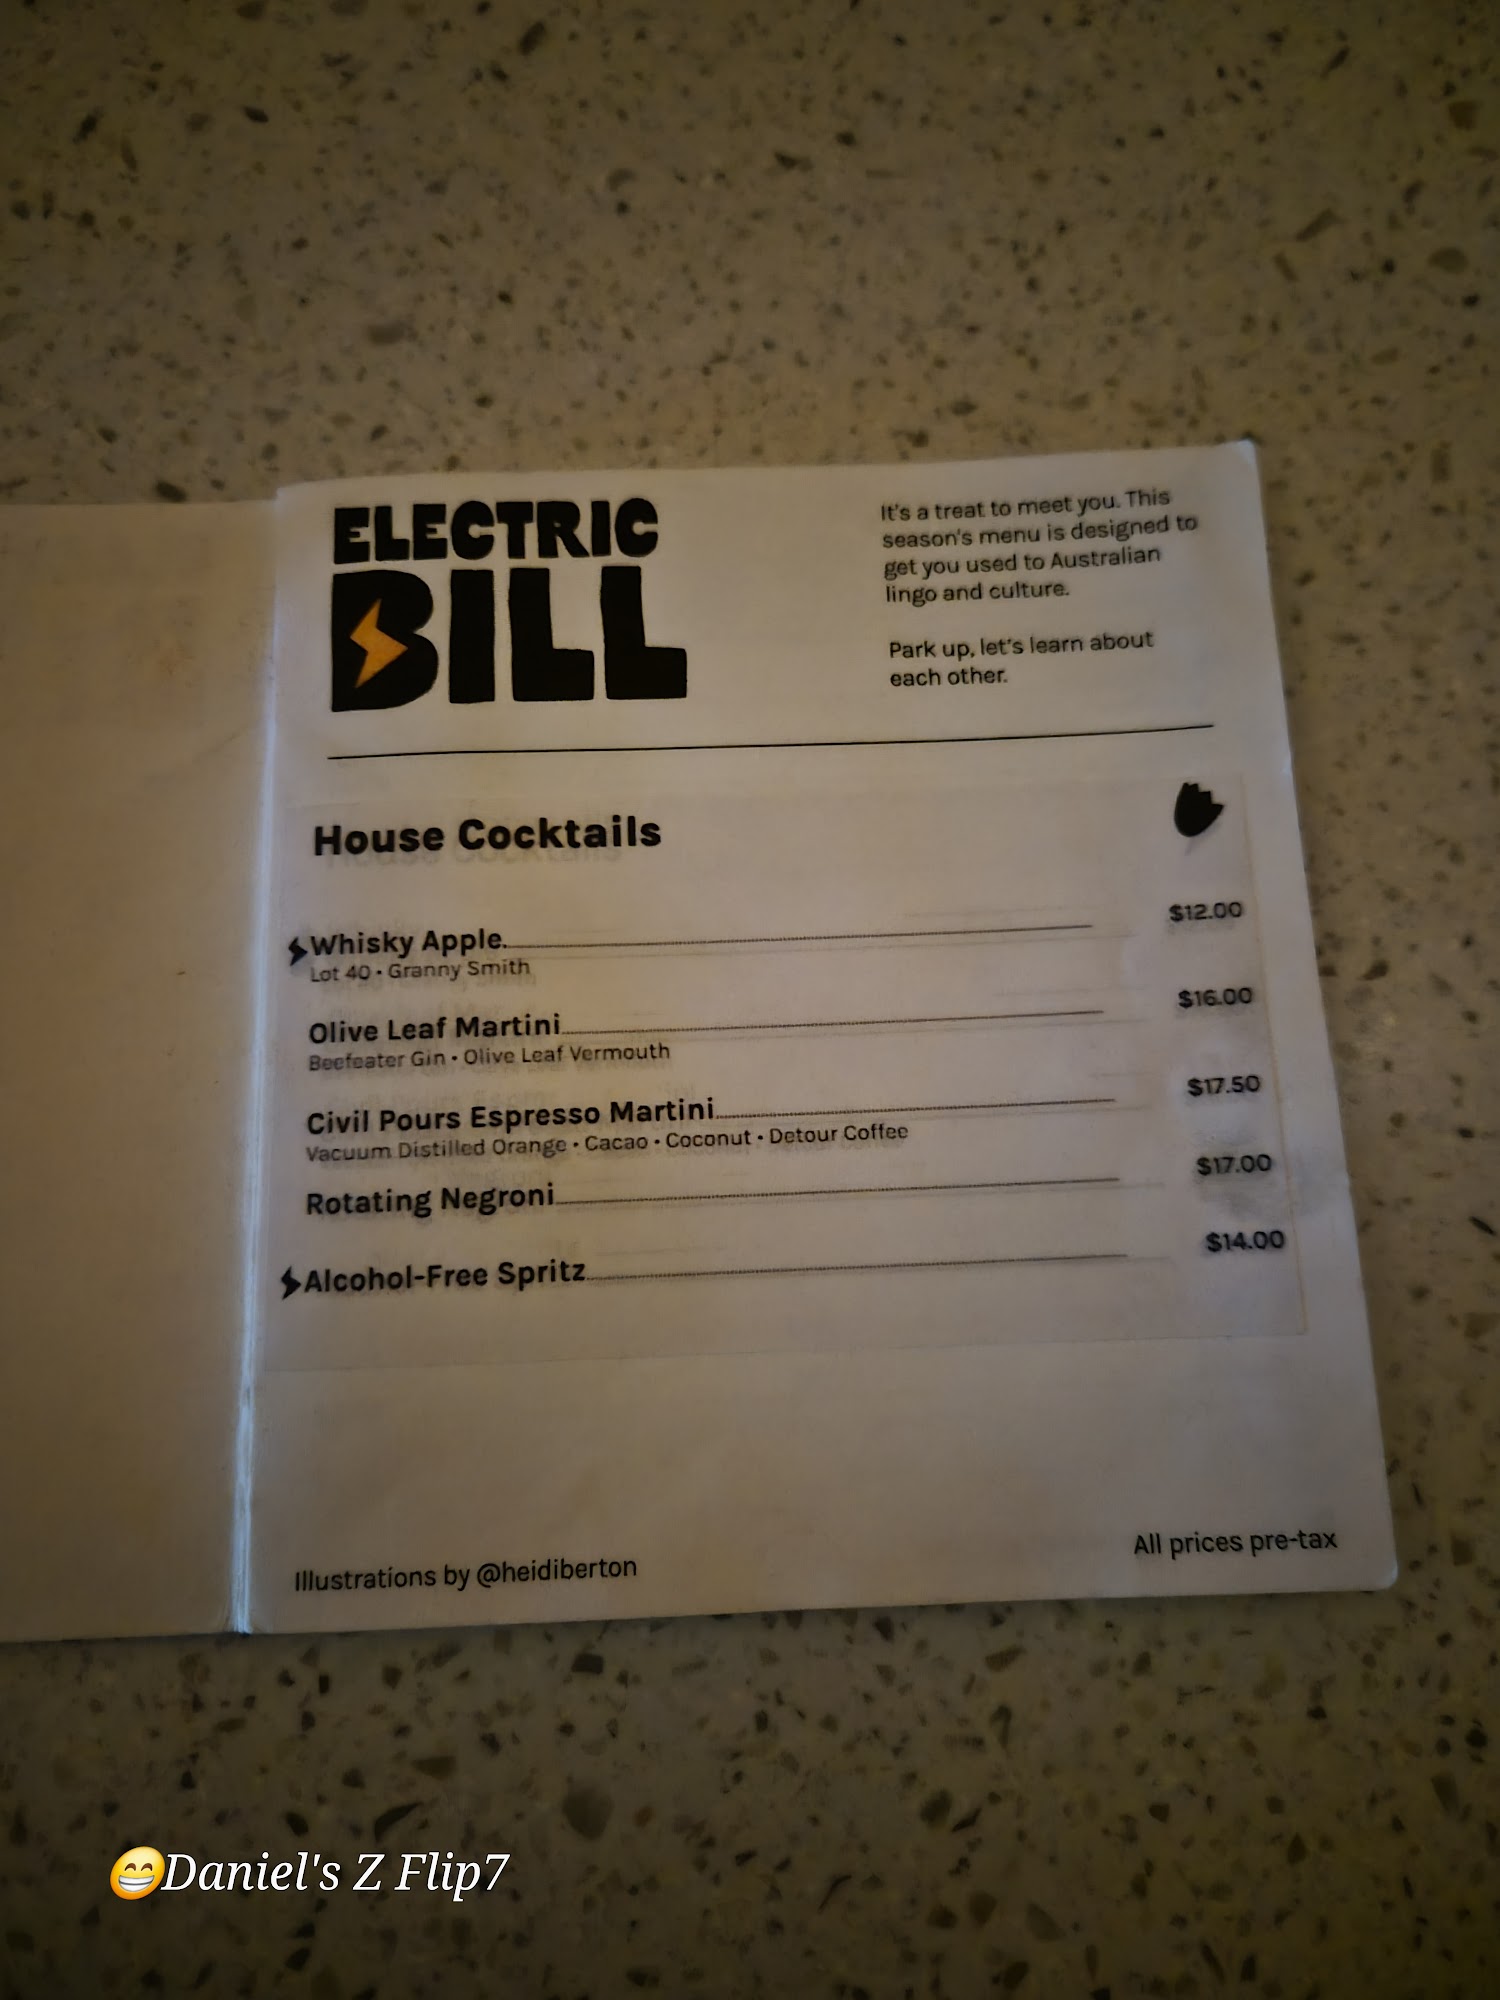 ELECTRIC
BILL
It's a treat to meet you. This
season's menu is designed to
get you used to Australian
lingo and culture.
Park up, let's learn about
each other.
House Cocktails
Whisky Apple $12.00
Lot 40 • Granny Smith
Olive Leaf Martini $16.00
Beefeater Gin • Olive Leaf Vermouth
Civil Pours Espresso Martini $17.50
Vacuum Distilled Orange • Cacao • Coconut • Detour Coffee
Rotating Negroni $17.00
Alcohol-Free Spritz $14.00
Illustrations by @heidiberton
All prices pre-tax
😁Daniel's Z Flip7